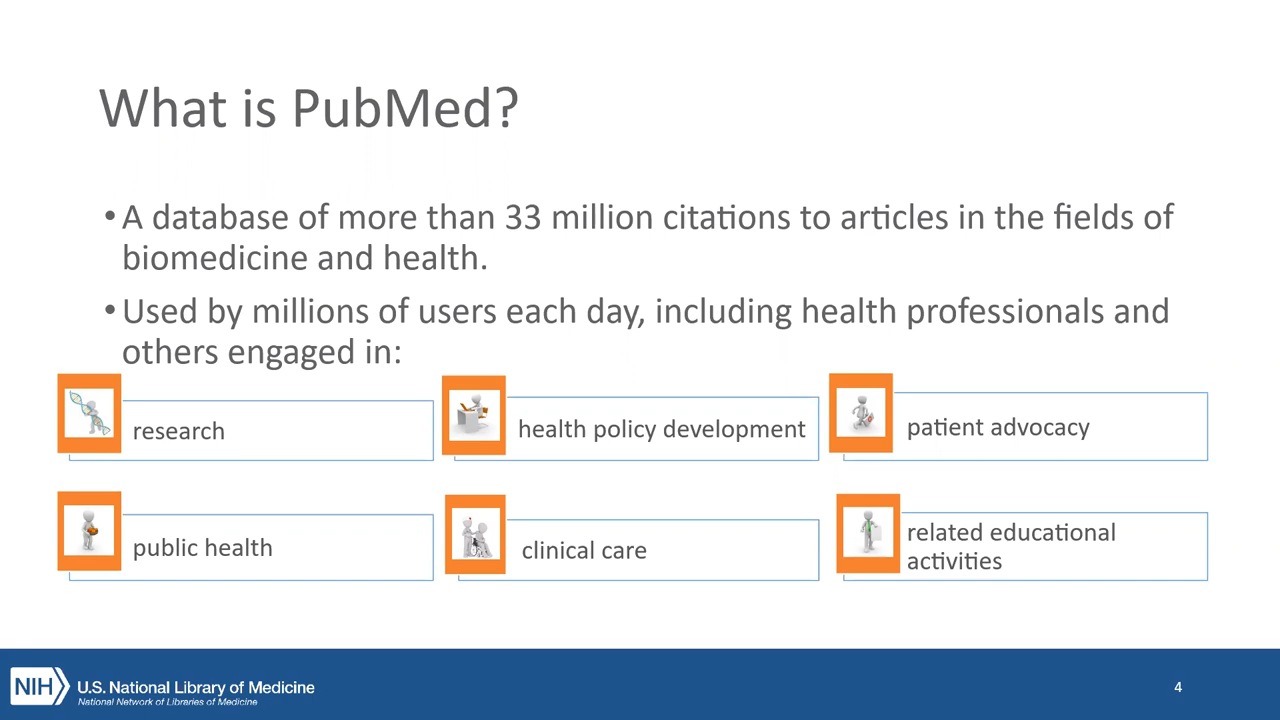 What is PubMed?
• A database of more than 33 million citations to articles in the fields of
biomedicine and health.
• Used by millions of users each day, including health professionals and
others engaged in:
research
health policy development
patient advocacy
public health
clinical care
related educational
activities
NIH
U.S. National Library of Medicine
National Network of Libraries of Medicine
4